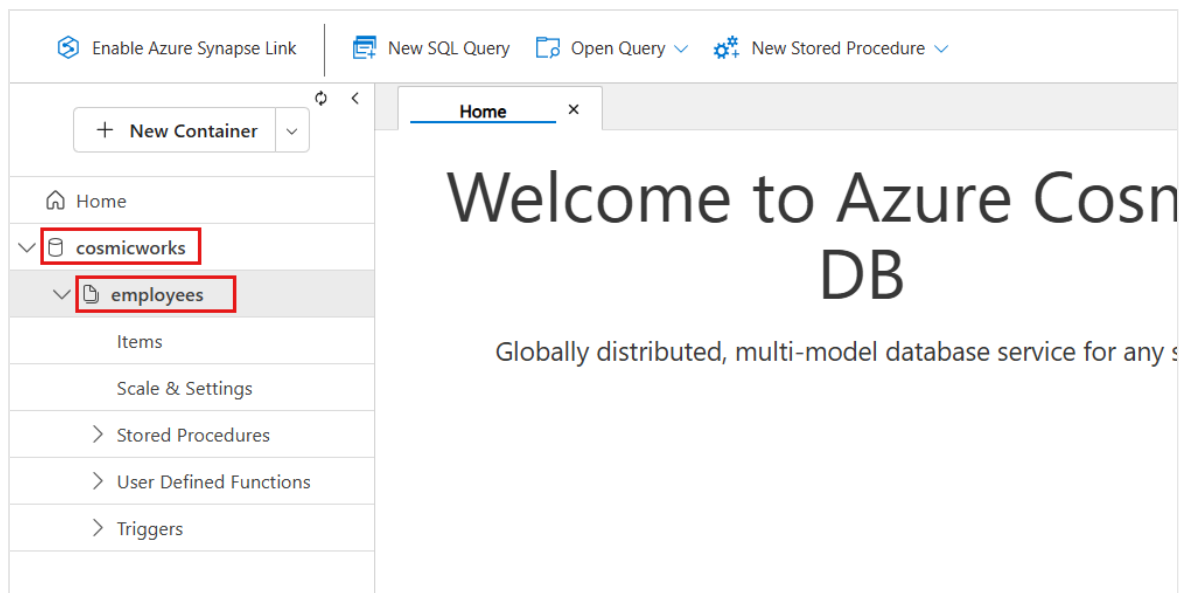 Enable Azure Synapse Link
New SQL Query
Open Query
New Stored Procedure
New Container
Home
Home
Welcome to Azure Cosm
DB
Globally distributed, multi-model database service for any s
cosmicworks
employees
Items
Scale & Settings
Stored Procedures
User Defined Functions
Triggers